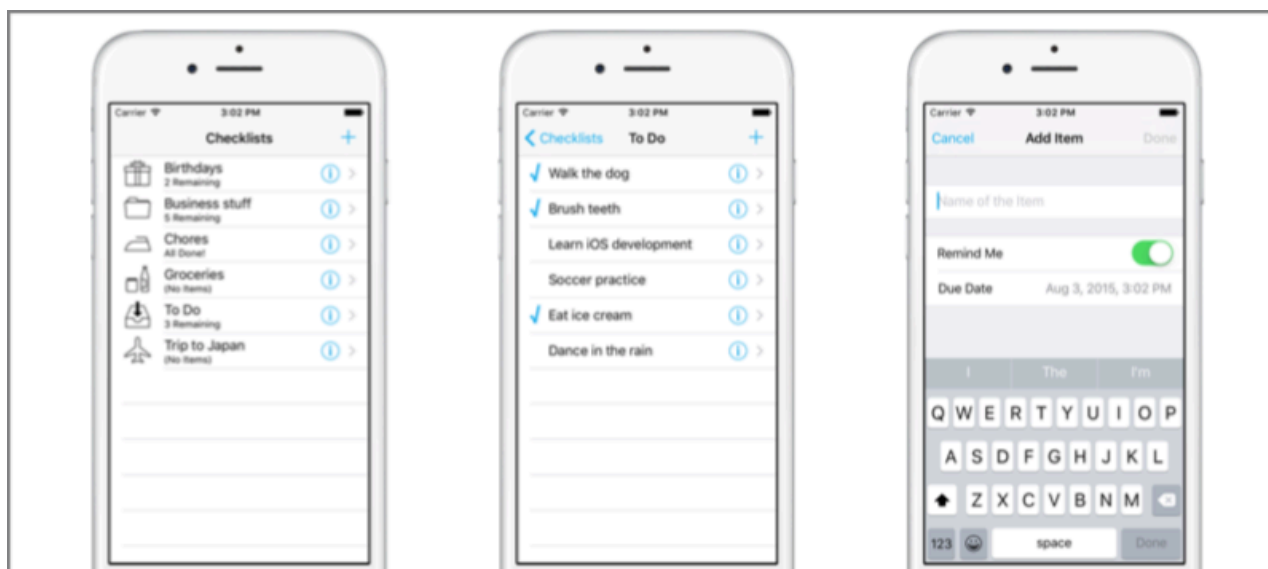 Carrier 3:02 PM
Checklists +
Birthdays
2 Remaining
Business stuff
5 Remaining
Chores
All Done!
Groceries
(No Items)
To Do
3 Remaining
Trip to Japan
(No Items)
Carrier 3:02 PM
Checklists To Do +
Walk the dog
Brush teeth
Learn iOS development
Soccer practice
Eat ice cream
Dance in the rain
Carrier 3:02 PM
Cancel Add Item Done
Name of the Item
Remind Me
Due Date Aug 3, 2015, 3:02 PM
I The I'm
Q W E R T Y U I O P
A S D F G H J K L
Z X C V B N M
123 space Done